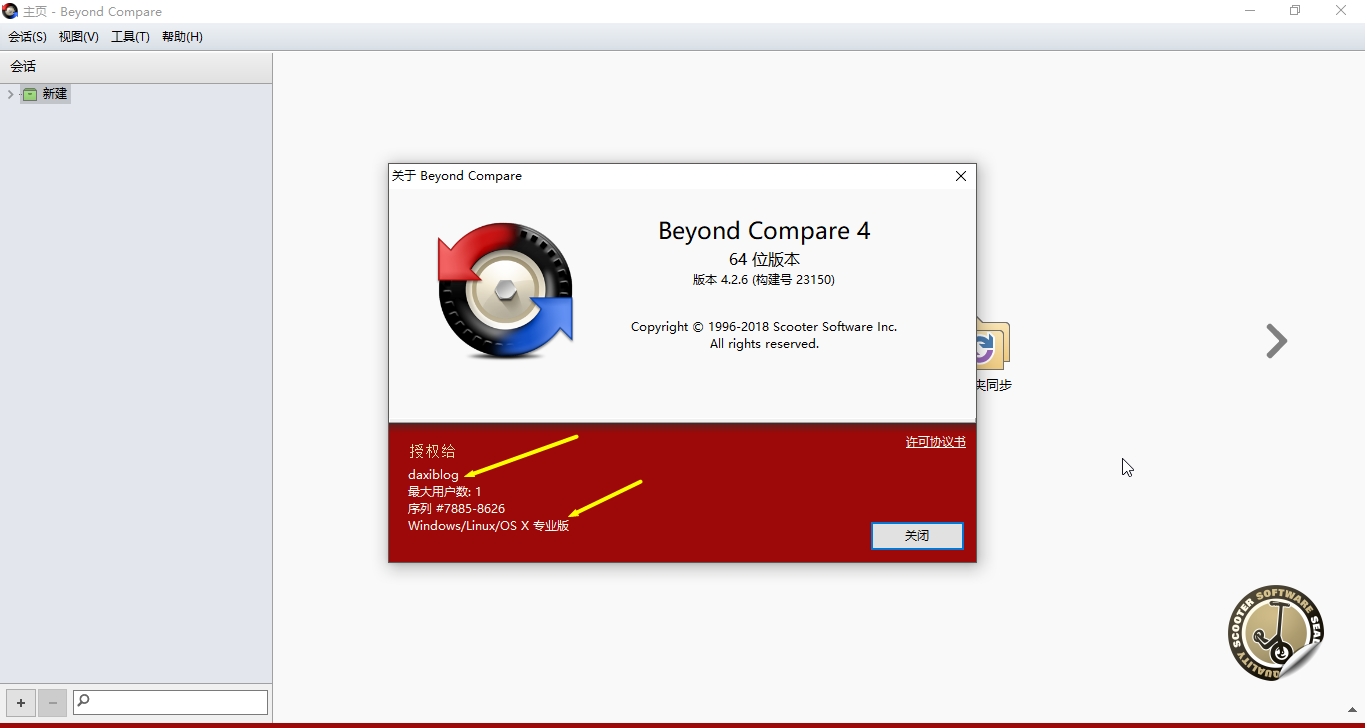 主页 - Beyond Compare
会话(S) 视图(V) 工具(T) 帮助(H)
会话
新建
关于 Beyond Compare
Beyond Compare 4
64 位版本
版本 4.2.6 (构建号 23150)
Copyright © 1996-2018 Scooter Software Inc.
All rights reserved.
夹同步
授权给
许可协议书
daxiblog
最大用户数: 1
序列 #7885-8626
Windows/Linux/OS X 专业版
关闭
SCOOTER SOFTWARE SEAL
QUALITY